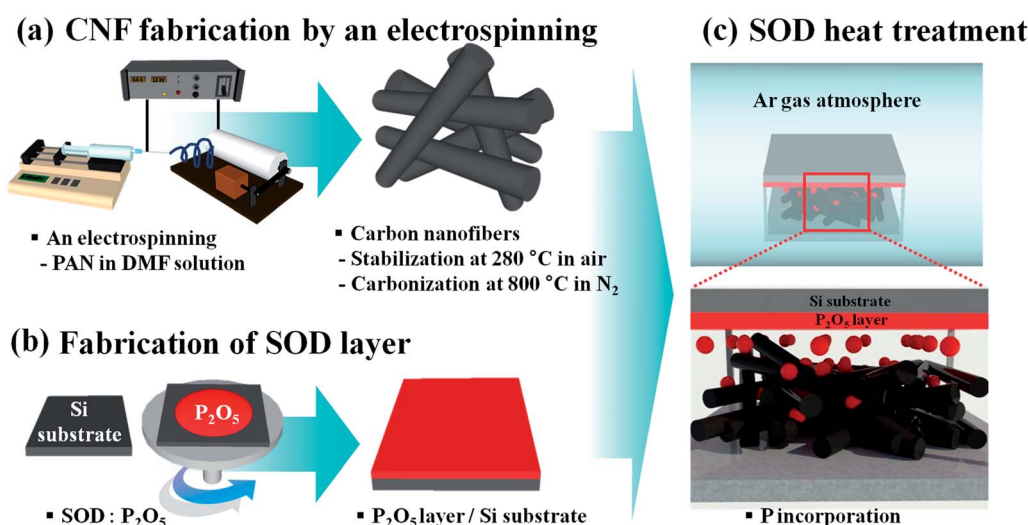 (a) CNF fabrication by an electrospinning
▪ An electrospinning
- PAN in DMF solution
▪ Carbon nanofibers
- Stabilization at 280 °C in air
- Carbonization at 800 °C in N₂
(b) Fabrication of SOD layer
Si
substrate
P₂O₅
▪ SOD : P₂O₅
▪ P₂O₅ layer / Si substrate
(c) SOD heat treatment
Ar gas atmosphere
Si substrate
P₂O₅ layer
▪ P incorporation